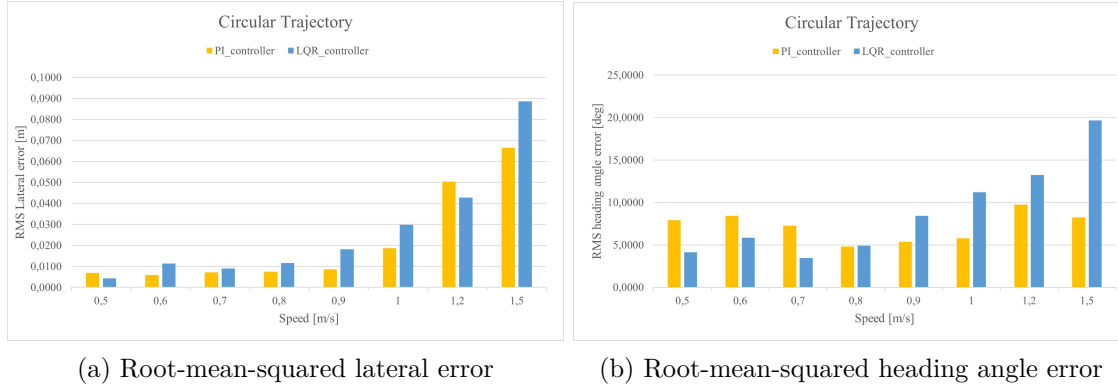 Circular Trajectory
PI_controller LQR_controller
RMS Lateral error [m]
0,1000
0,0900
0,0800
0,0700
0,0600
0,0500
0,0400
0,0300
0,0200
0,0100
0,0000
0,5 0,6 0,7 0,8 0,9 1 1,2 1,5
Speed [m/s]
(a) Root-mean-squared lateral error
Circular Trajectory
PI_controller LQR_controller
RMS heading angle error [deg]
25,0000
20,0000
15,0000
10,0000
5,0000
0,0000
0,5 0,6 0,7 0,8 0,9 1 1,2 1,5
Speed [m/s]
(b) Root-mean-squared heading angle error